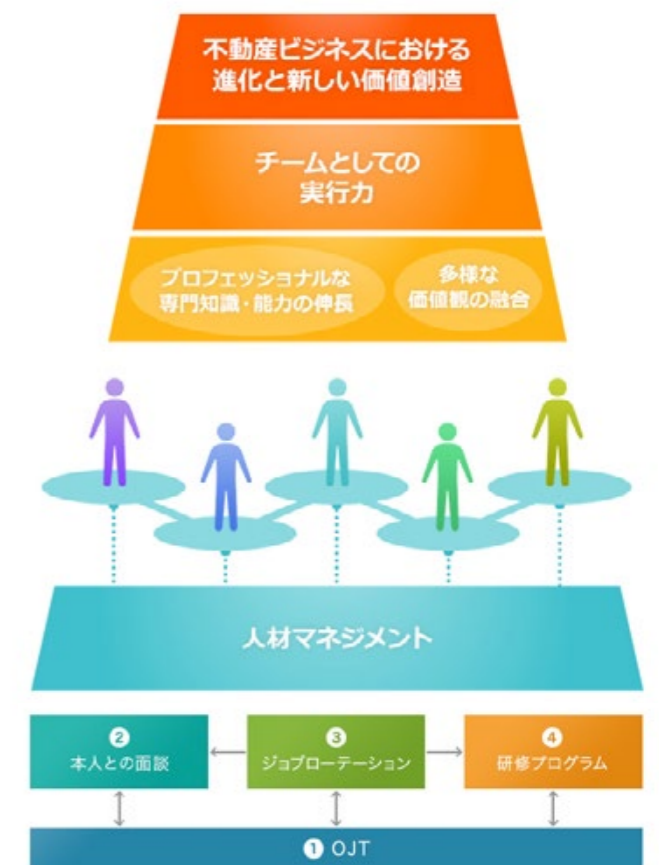 不動産ビジネスにおける
進化と新しい価値創造
チームとしての
実行力
プロフェッショナルな
専門知識・能力の伸長
多様な
価値観の融合
人材マネジメント
2
本人との面談
3
ジョブローテーション
4
研修プログラム
1 OJT